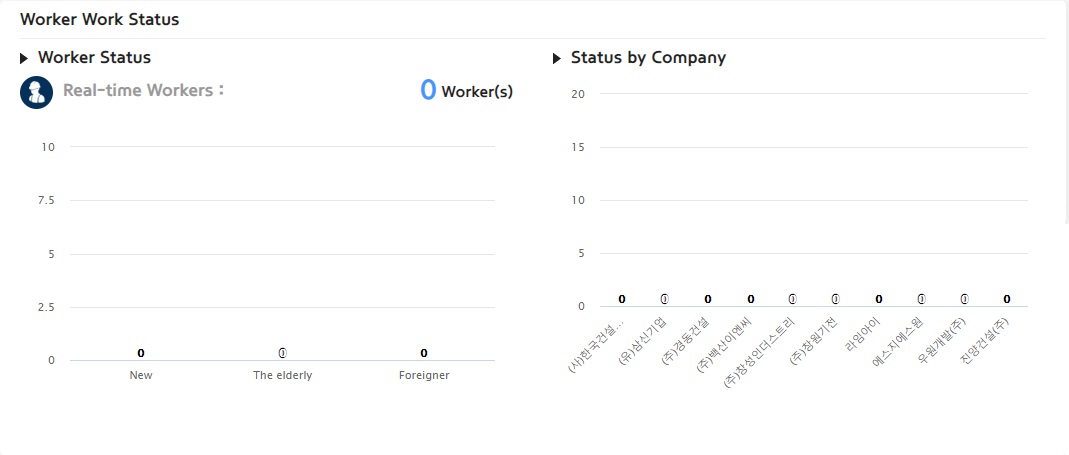 Worker Work Status
Worker Status
Real-time Workers :
0 Worker(s)
10
7.5
5
2.5
0
0 0 0
New The elderly Foreigner
Status by Company
20
15
10
5
0
0 0 0 0 0 0 0 0 0 0
(사)한국건설...
(유)삼신기업
(주)경동건설
(주)백산이앤씨
(주)창성인더스트리
(주)창원기전
라임아이
에스지에스원
우원개발(주)
진양건설(주)